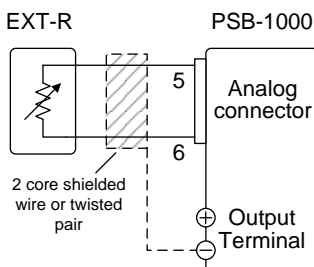 EXT-R
PSB-1000
5
Analog
connector
6
2 core shielded
wire or twisted
pair
+
Output
Terminal
-